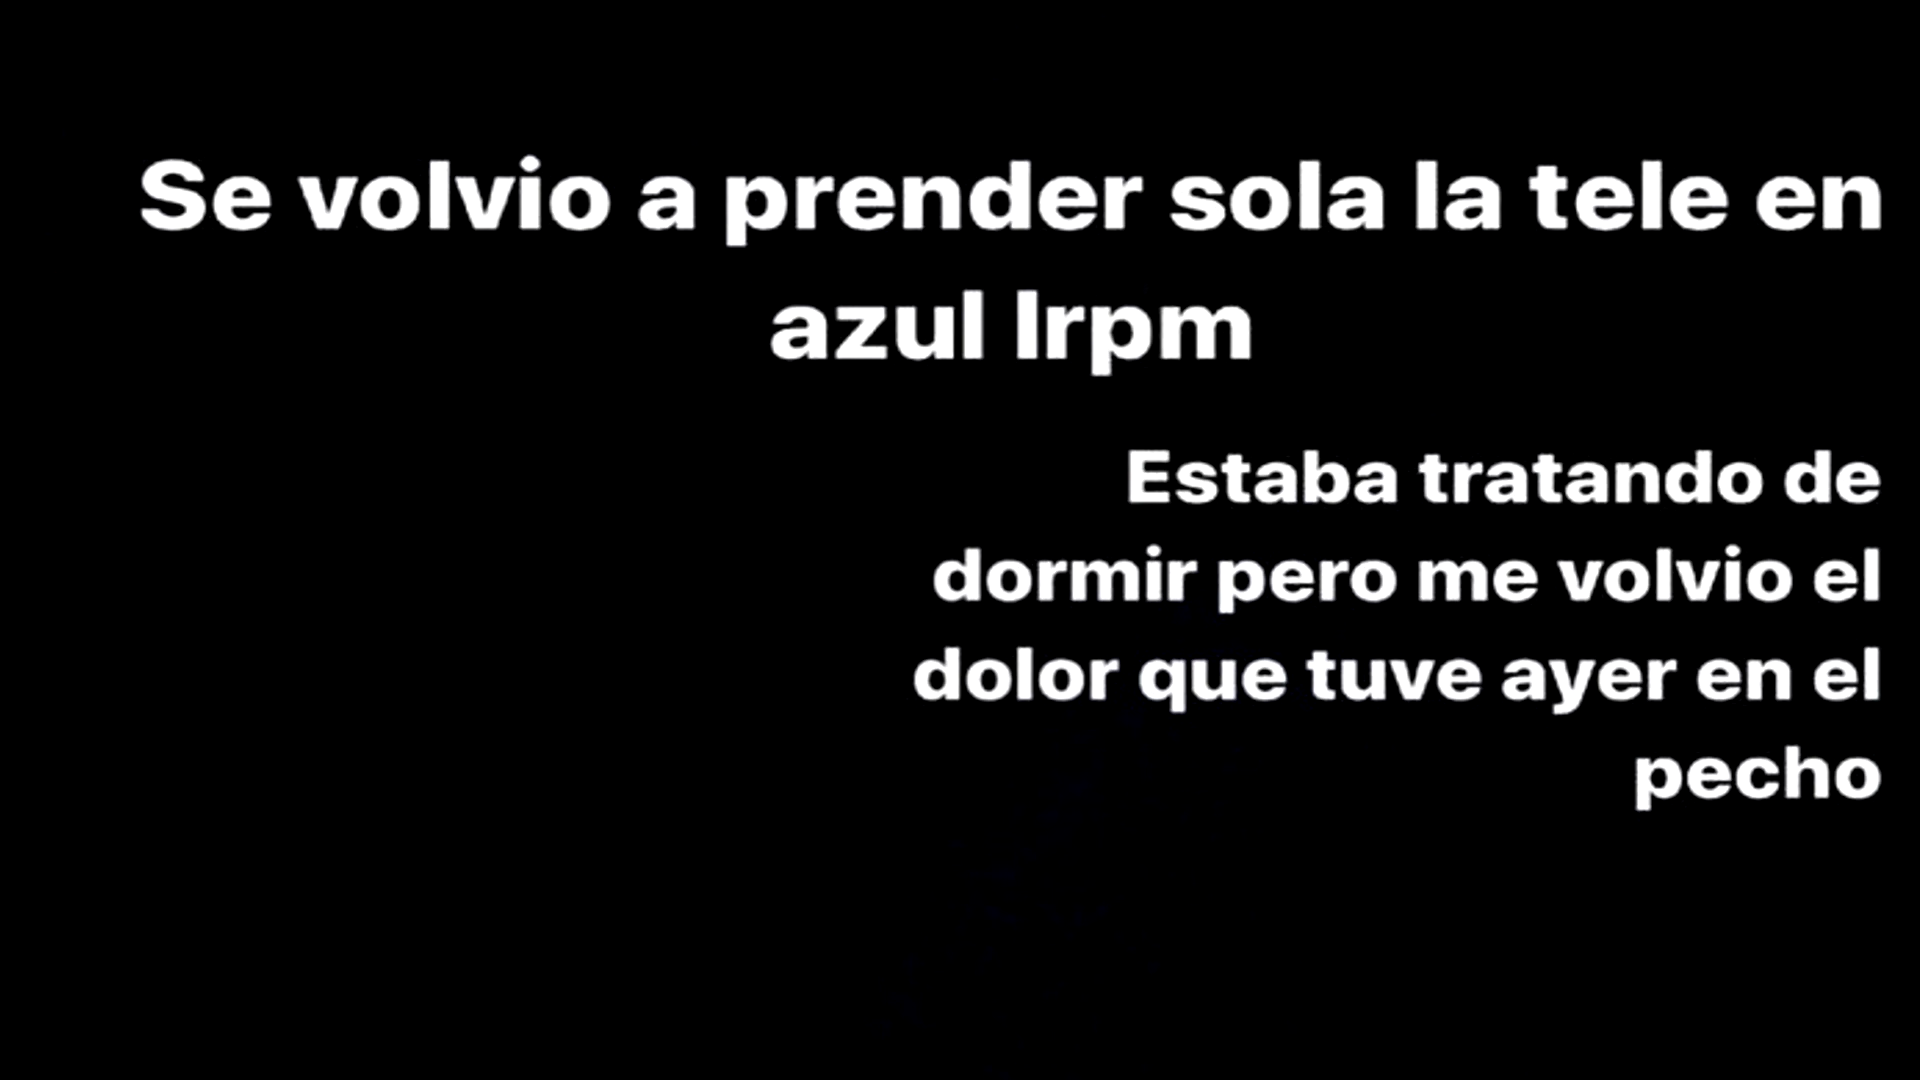 Se volvio a prender sola la tele en
azul lrpm
Estaba tratando de
dormir pero me volvio el
dolor que tuve ayer en el
pecho